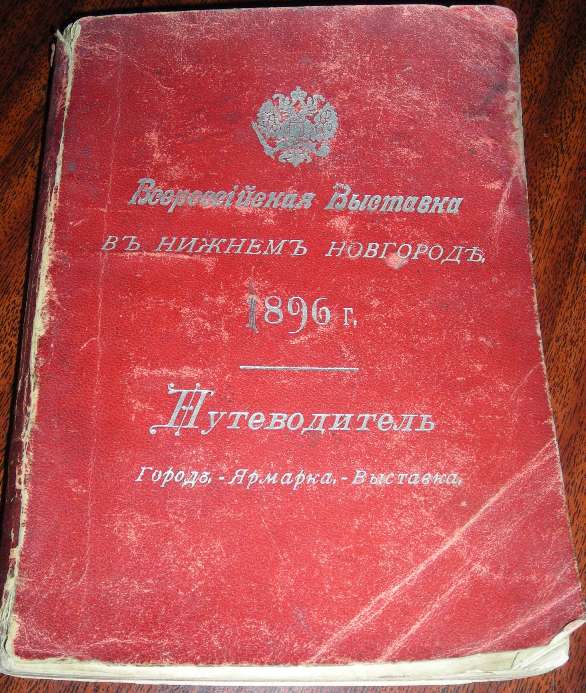 Всероссійская Выставка
ВЪ НИЖНЕМЪ НОВГОРОДѢ.
1896 г.
Путеводитель
Городъ. - Ярмарка. - Выставка.